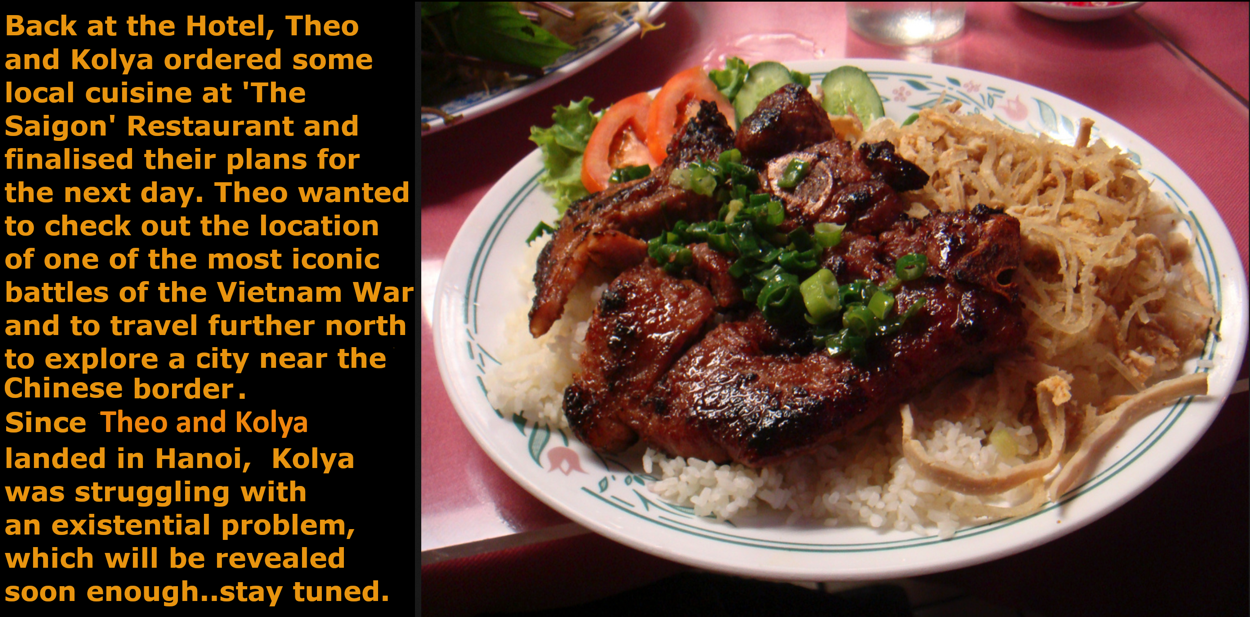 Back at the Hotel, Theo
and Kolya ordered some
local cuisine at 'The
Saigon' Restaurant and
finalised their plans for
the next day. Theo wanted
to check out the location
of one of the most iconic
battles of the Vietnam War
and to travel further north
to explore a city near the
Chinese border.
Since Theo and Kolya
landed in Hanoi, Kolya
was struggling with
an existential problem,
which will be revealed
soon enough..stay tuned.